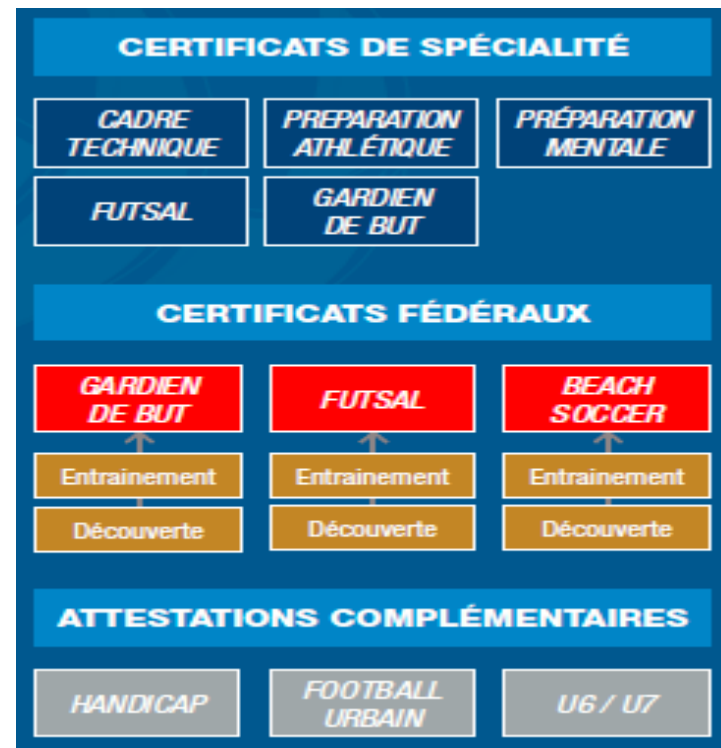 CERTIFICATS DE SPÉCIALITÉ
CADRE
TECHNIQUE
PREPARATION
ATHLÉTIQUE
PRÉPARATION
MENTALE
FUTSAL
GARDIEN
DE BUT
CERTIFICATS FÉDÉRAUX
GARDIEN
DE BUT
FUTSAL
BEACH
SOCCER
Entrainement
Entrainement
Entrainement
Découverte
Découverte
Découverte
ATTESTATIONS COMPLÉMENTAIRES
HANDICAP
FOOTBALL
URBAIN
U6 / U7